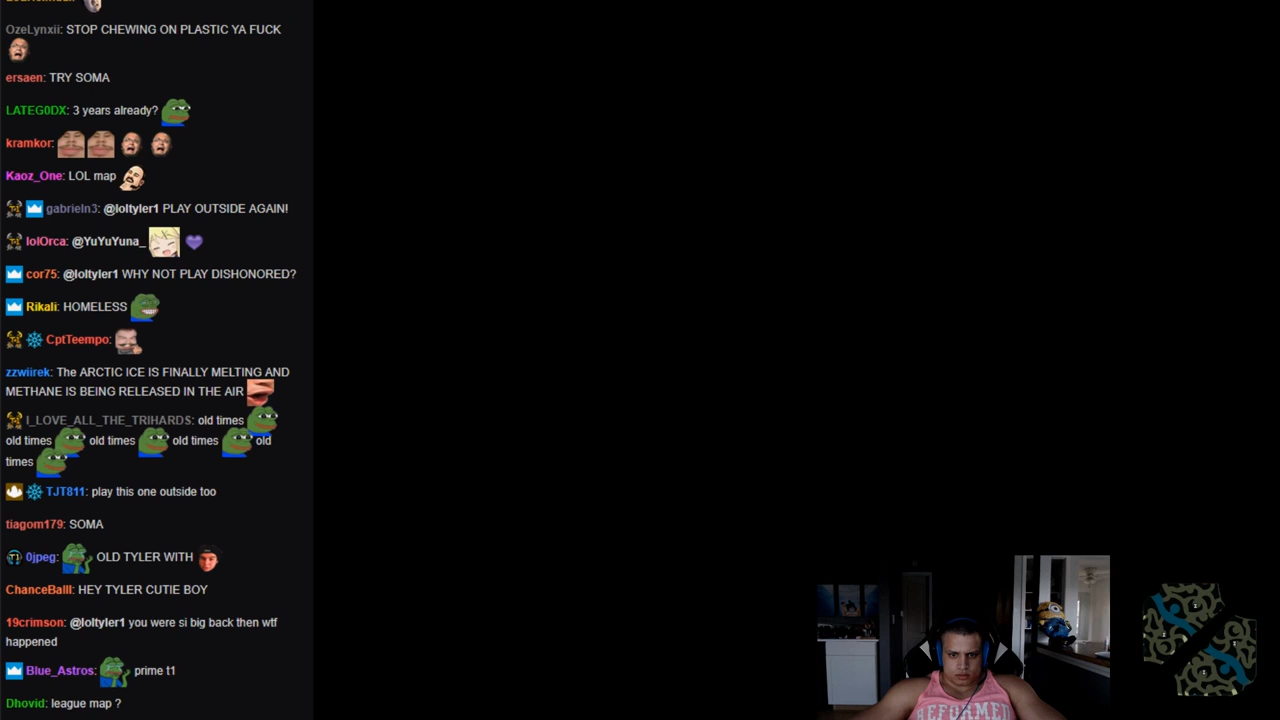 OzeLynxii: STOP CHEWING ON PLASTIC YA FUCK
ersaen: TRY SOMA
LATEG0DX: 3 years already?
kramkor:
Kaoz_One: LOL map
gabrieln3: @loltyler1 PLAY OUTSIDE AGAIN!
lolOrca: @YuYuYuna_
cor75: @loltyler1 WHY NOT PLAY DISHONORED?
Rikali: HOMELESS
CptTeempo:
zzwiirek: The ARCTIC ICE IS FINALLY MELTING AND
METHANE IS BEING RELEASED IN THE AIR
I_LOVE_ALL_THE_TRIHARDS: old times
old times old times old times old
times
TJT811: play this one outside too
tiagom179: SOMA
0jpeg: OLD TYLER WITH
ChanceBalll: HEY TYLER CUTIE BOY
19crimson: @loltyler1 you were si big back then wtf
happened
Blue_Astros: prime t1
Dhovid: league map ?
REFORMED